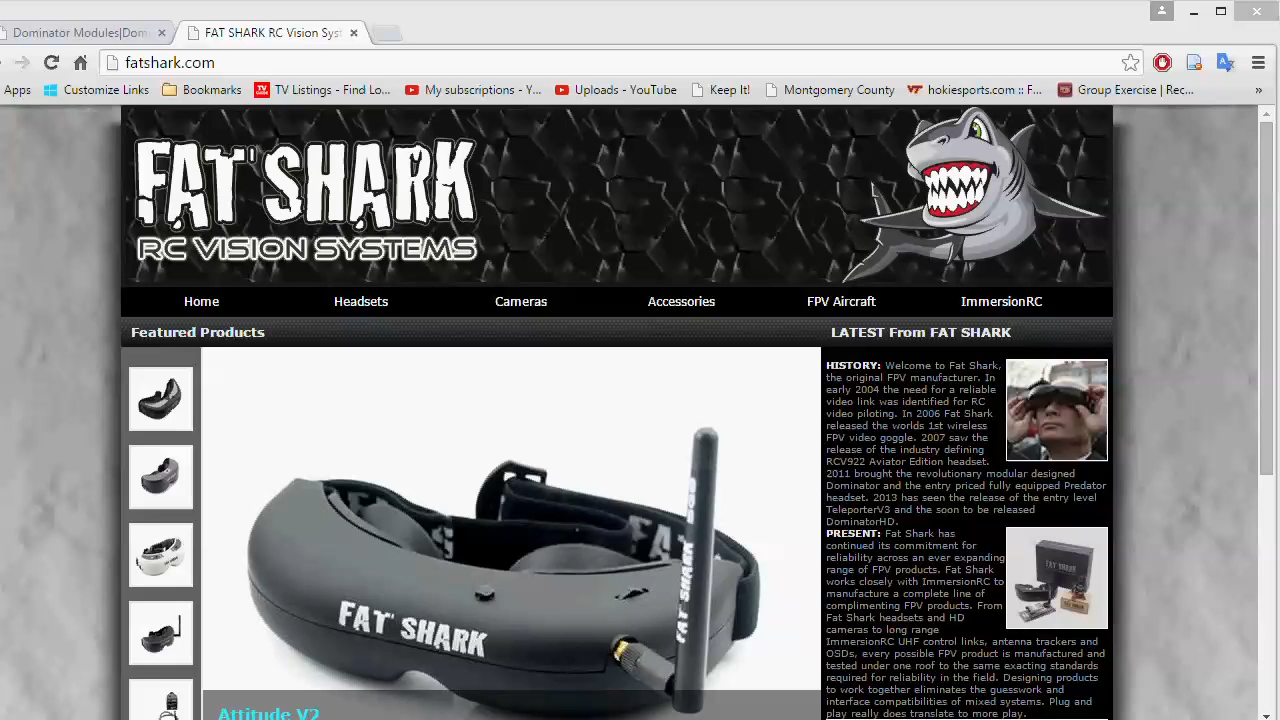 Dominator Modules|Dom
FAT SHARK RC Vision Syst
fatshark.com
Apps
Customize Links
Bookmarks
TV Listings - Find Lo...
My subscriptions - Y...
Uploads - YouTube
Keep It!
Montgomery County
hokiesports.com :: F...
Group Exercise | Rec...
»
FAT SHARK
RC VISION SYSTEMS
Home
Headsets
Cameras
Accessories
FPV Aircraft
ImmersionRC
Featured Products
LATEST From FAT SHARK
FAT SHARK
FAT SHARK
Attitude V2
HISTORY: Welcome to Fat Shark,
the original FPV manufacturer. In
early 2004 the need for a reliable
video link was identified for RC
video piloting. In 2006 Fat Shark
released the worlds 1st wireless
FPV video goggle. 2007 saw the
release of the industry defining
RCV922 Aviator Edition headset.
2011 brought the revolutionary modular designed
Dominator and the entry priced fully equipped Predator
headset. 2013 has seen the release of the entry level
TeleporterV3 and the soon to be released
DominatorHD.
PRESENT: Fat Shark has
continued its commitment for
reliability across an ever expanding
range of FPV products. Fat Shark
works closely with ImmersionRC to
manufacture a complete line of
complimenting FPV products. From
Fat Shark headsets and HD
cameras to long range
ImmersionRC UHF control links, antenna trackers and
OSDs, every possible FPV product is manufactured and
tested under one roof to the same exacting standards
required for reliability in the field. Designing products
to work together eliminates the guesswork and
interface compatibilities of mixed systems. Plug and
play really does translate to more play.